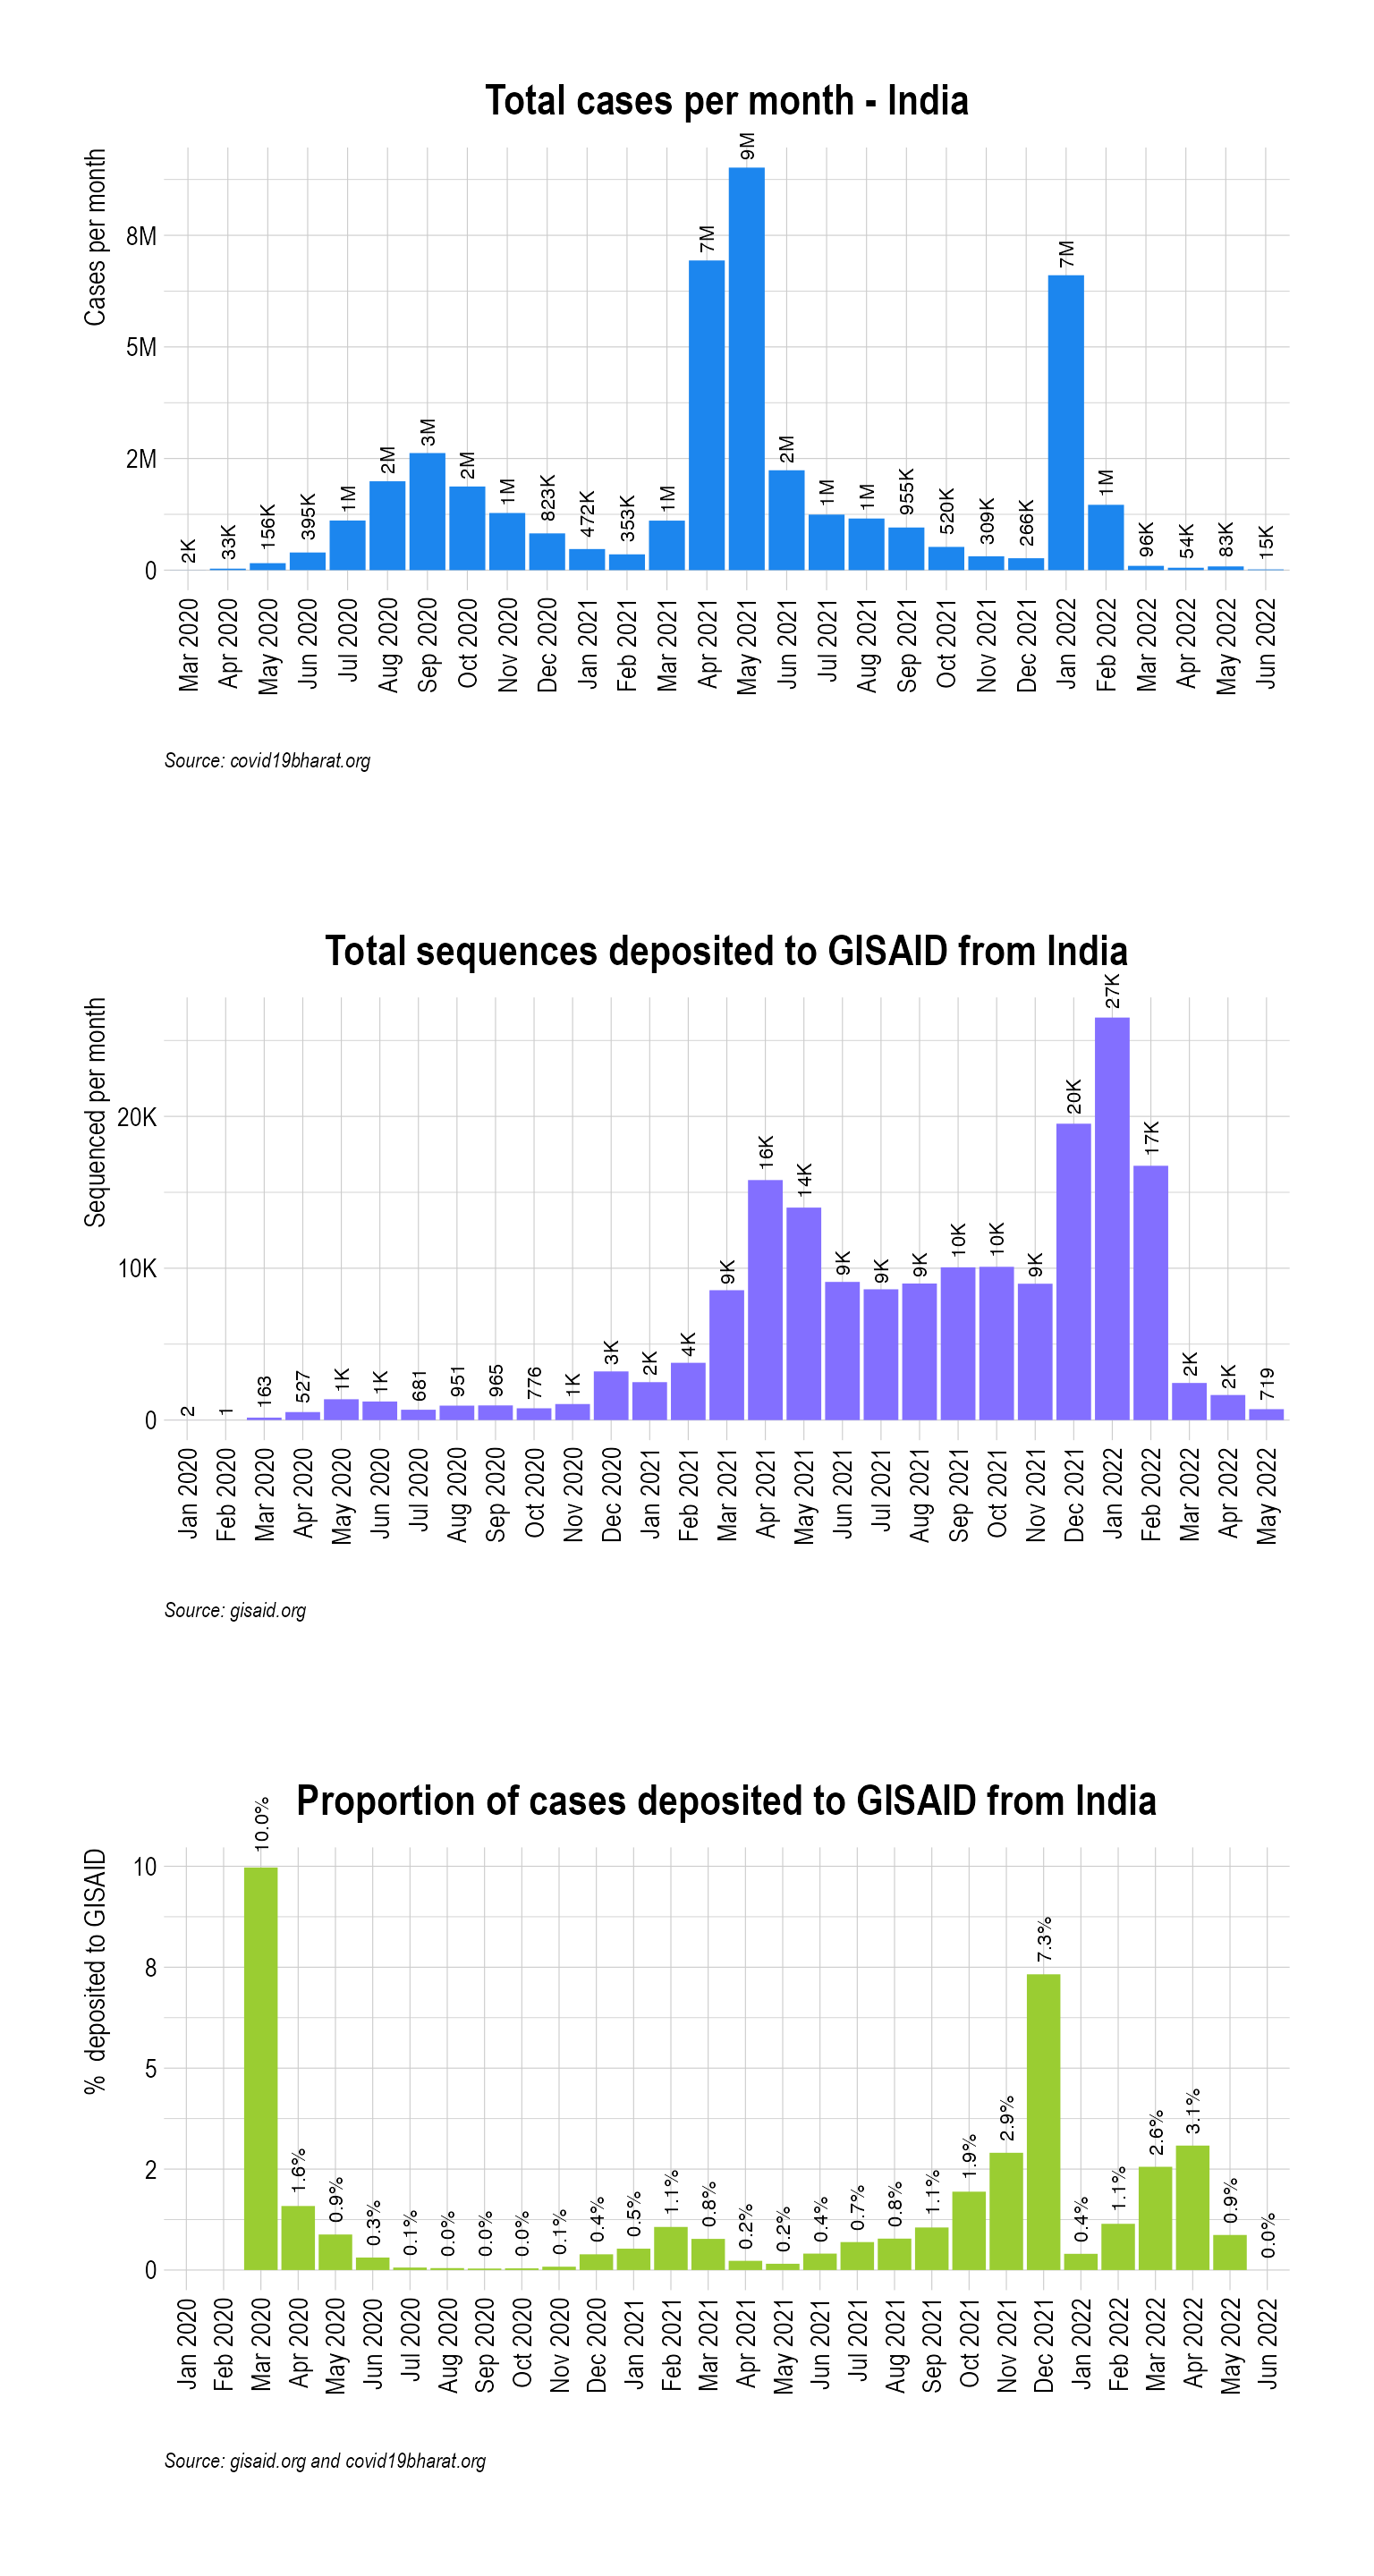 Total cases per month - India
Cases per month
8M
5M
2M
0
2K
33K
156K
395K
1M
2M
3M
2M
1M
823K
472K
353K
1M
7M
9M
2M
1M
1M
955K
520K
309K
266K
7M
1M
96K
54K
83K
15K
Mar 2020
Apr 2020
May 2020
Jun 2020
Jul 2020
Aug 2020
Sep 2020
Oct 2020
Nov 2020
Dec 2020
Jan 2021
Feb 2021
Mar 2021
Apr 2021
May 2021
Jun 2021
Jul 2021
Aug 2021
Sep 2021
Oct 2021
Nov 2021
Dec 2021
Jan 2022
Feb 2022
Mar 2022
Apr 2022
May 2022
Jun 2022
Source: covid19bharat.org
Total sequences deposited to GISAID from India
Sequenced per month
20K
10K
0
2
1
163
527
1K
1K
681
951
965
776
1K
3K
2K
4K
9K
16K
14K
9K
9K
9K
10K
10K
9K
20K
27K
17K
2K
2K
719
Jan 2020
Feb 2020
Mar 2020
Apr 2020
May 2020
Jun 2020
Jul 2020
Aug 2020
Sep 2020
Oct 2020
Nov 2020
Dec 2020
Jan 2021
Feb 2021
Mar 2021
Apr 2021
May 2021
Jun 2021
Jul 2021
Aug 2021
Sep 2021
Oct 2021
Nov 2021
Dec 2021
Jan 2022
Feb 2022
Mar 2022
Apr 2022
May 2022
Source: gisaid.org
Proportion of cases deposited to GISAID from India
% deposited to GISAID
10
8
5
2
0
10.0%
1.6%
0.9%
0.3%
0.1%
0.0%
0.0%
0.0%
0.1%
0.4%
0.5%
1.1%
0.8%
0.2%
0.2%
0.4%
0.7%
0.8%
1.1%
1.9%
2.9%
7.3%
0.4%
1.1%
2.6%
3.1%
0.9%
0.0%
Jan 2020
Feb 2020
Mar 2020
Apr 2020
May 2020
Jun 2020
Jul 2020
Aug 2020
Sep 2020
Oct 2020
Nov 2020
Dec 2020
Jan 2021
Feb 2021
Mar 2021
Apr 2021
May 2021
Jun 2021
Jul 2021
Aug 2021
Sep 2021
Oct 2021
Nov 2021
Dec 2021
Jan 2022
Feb 2022
Mar 2022
Apr 2022
May 2022
Jun 2022
Source: gisaid.org and covid19bharat.org